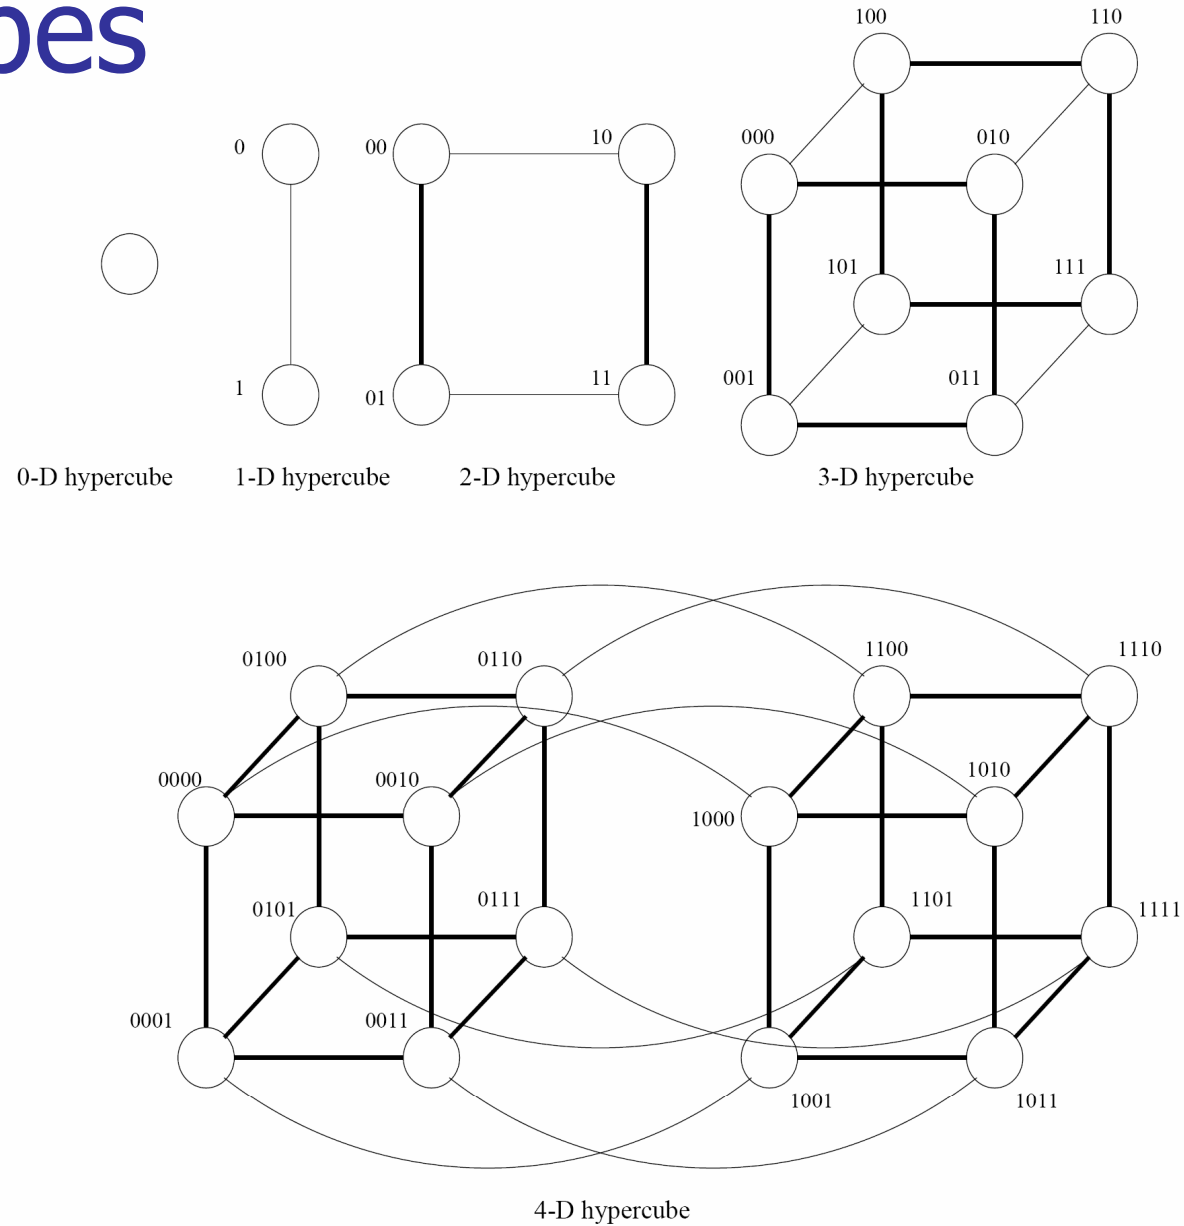 bes
100 110
0 00 10 000 010
101 111
1 01 11 001 011
0-D hypercube 1-D hypercube 2-D hypercube 3-D hypercube
0100 0110 1100 1110
0000 0010 1000 1010
0101 0111 1101 1111
0001 0011 1001 1011
4-D hypercube